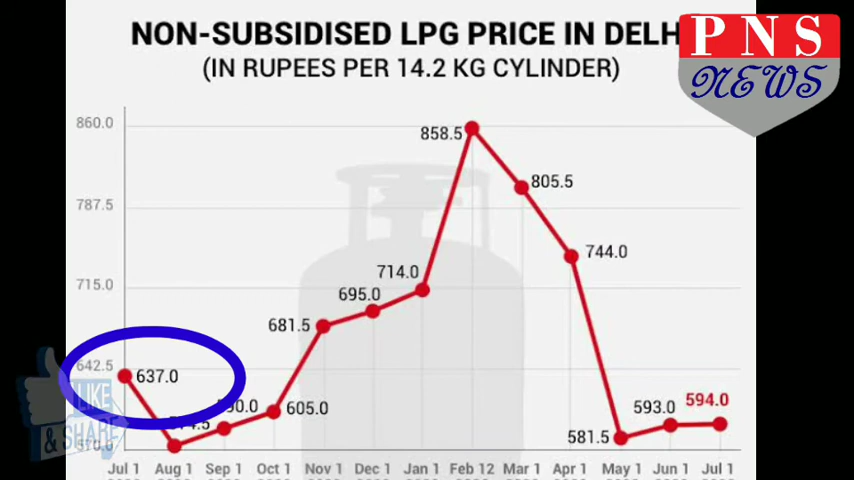 NON-SUBSIDISED LPG PRICE IN DELH
(IN RUPEES PER 14.2 KG CYLINDER)
PNS
NEWS
860.0
787.5
715.0
642.5
637.0
605.0
681.5
695.0
714.0
858.5
805.5
744.0
581.5
593.0
594.0
LIKE
& SHARE
Jul 1 Aug 1 Sep 1 Oct 1 Nov 1 Dec 1 Jan 1 Feb 12 Mar 1 Apr 1 May 1 Jun 1 Jul 1